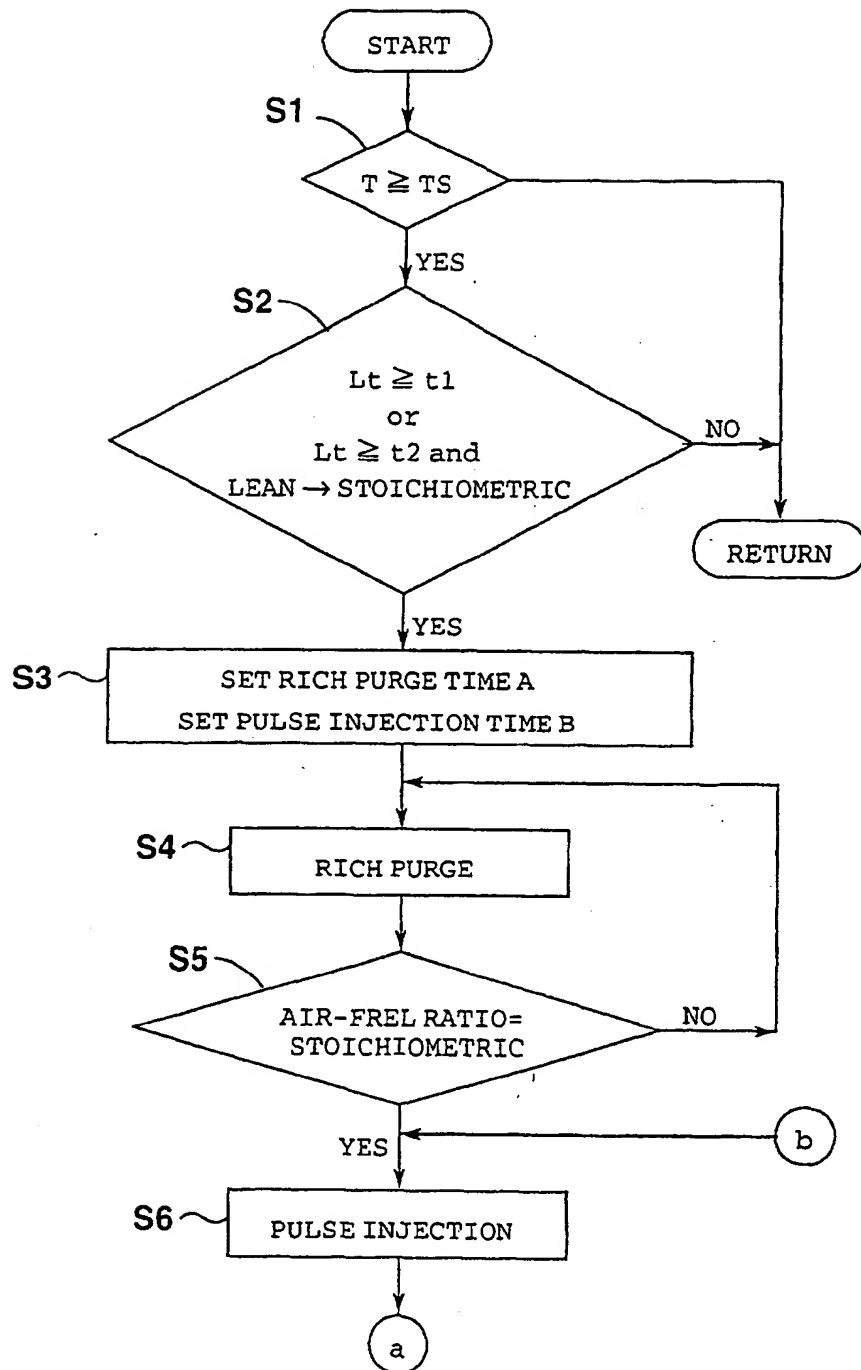 START
S1
T ≧ TS
YES
S2
Lt ≧ t1
or
Lt ≧ t2 and
LEAN → STOICHIOMETRIC
NO
RETURN
YES
S3
SET RICH PURGE TIME A
SET PULSE INJECTION TIME B
S4
RICH PURGE
S5
AIR-FREL RATIO=
STOICHIOMETRIC
NO
b
YES
S6
PULSE INJECTION
a